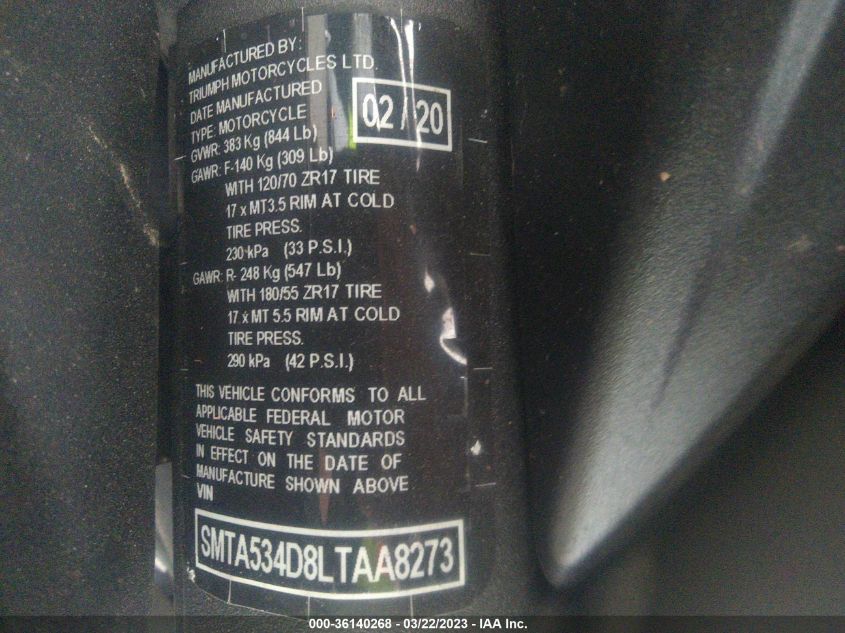 MANUFACTURED BY:
TRIUMPH MOTORCYCLES LTD.
DATE MANUFACTURED
02 / 20
TYPE: MOTORCYCLE
GVWR: 383 Kg (844 Lb)
GAWR: F-140 Kg (309 Lb)
WITH 120/70 ZR17 TIRE
17 x MT3.5 RIM AT COLD
TIRE PRESS.
230 kPa (33 P.S.I.)
GAWR: R- 248 Kg (547 Lb)
WITH 180/55 ZR17 TIRE
17 x MT 5.5 RIM AT COLD
TIRE PRESS.
290 kPa (42 P.S.I.)
THIS VEHICLE CONFORMS TO ALL
APPLICABLE FEDERAL MOTOR
VEHICLE SAFETY STANDARDS
IN EFFECT ON THE DATE OF
MANUFACTURE SHOWN ABOVE
VIN
SMTA534D8LTAA8273
000-36140268 - 03/22/2023 - IAA Inc.